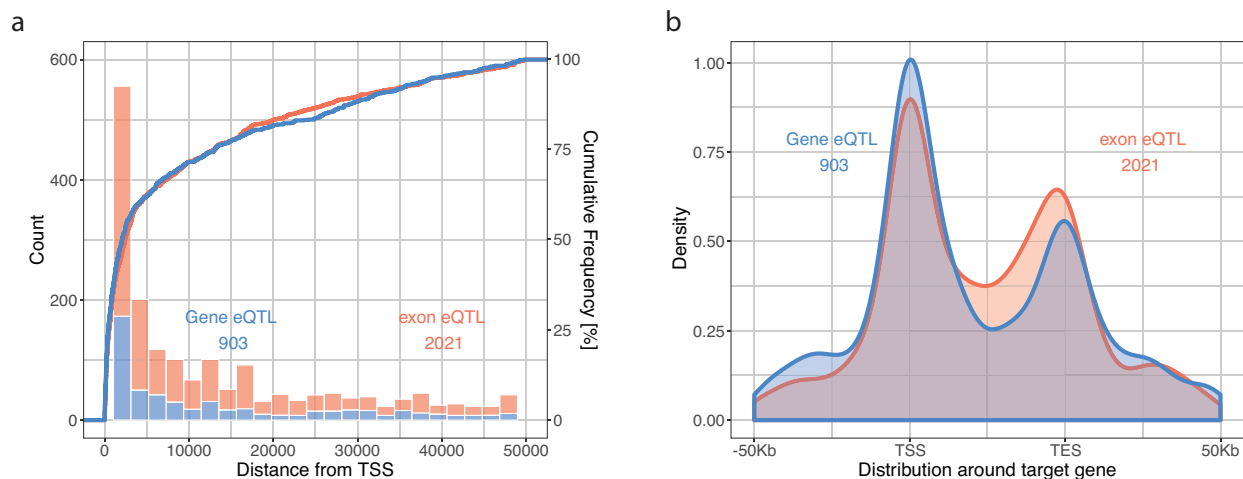 a
600
400
200
0
Count
100
75
50
25
0
Cumulative Frequency [%]
Gene eQTL
903
exon eQTL
2021
0
10000
20000
30000
40000
50000
Distance from TSS
b
1.00
0.75
0.50
0.25
0.00
Density
Gene eQTL
903
exon eQTL
2021
-50Kb
TSS
TES
50Kb
Distribution around target gene